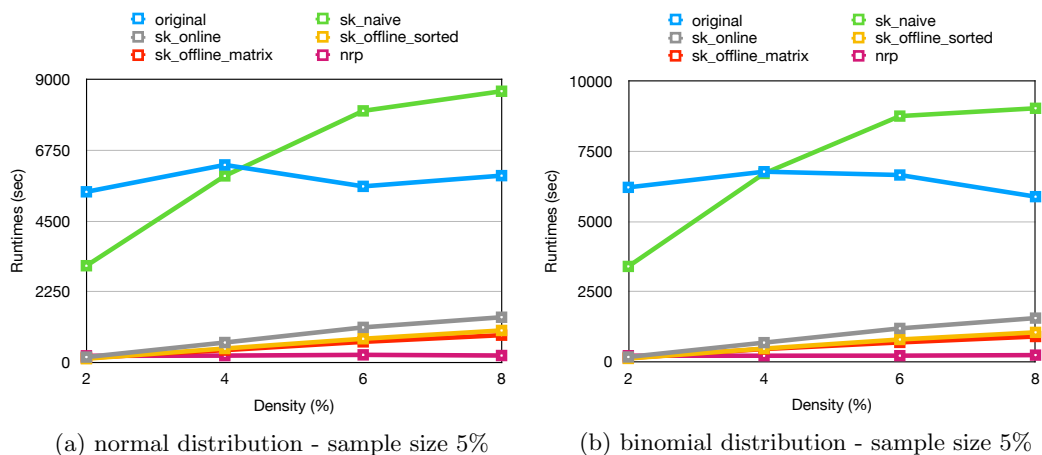 original
sk_naive
sk_online
sk_offline_sorted
sk_offline_matrix
nrp
9000
6750
4500
2250
0
Runtimes (sec)
2
4
6
8
Density (%)
(a) normal distribution - sample size 5%
original
sk_naive
sk_online
sk_offline_sorted
sk_offline_matrix
nrp
10000
7500
5000
2500
0
Runtimes (sec)
2
4
6
8
Density (%)
(b) binomial distribution - sample size 5%